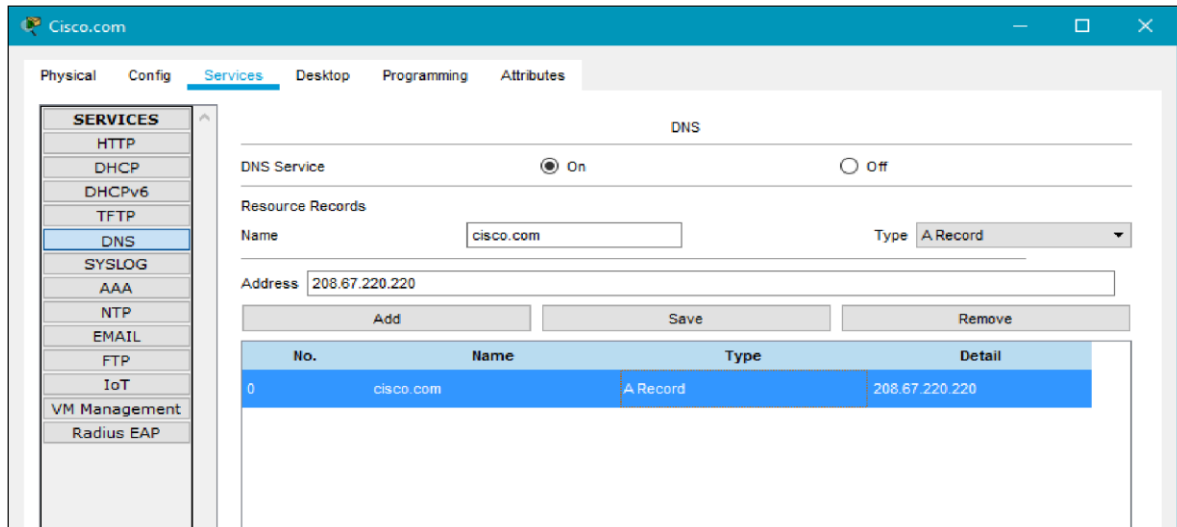 Cisco.com
Physical Config Services Desktop Programming Attributes
SERVICES
HTTP
DHCP
DHCPv6
TFTP
DNS
SYSLOG
AAA
NTP
EMAIL
FTP
IoT
VM Management
Radius EAP
DNS
DNS Service On Off
Resource Records
Name cisco.com Type A Record
Address 208.67.220.220
Add Save Remove
No. Name Type Detail
0 cisco.com A Record 208.67.220.220